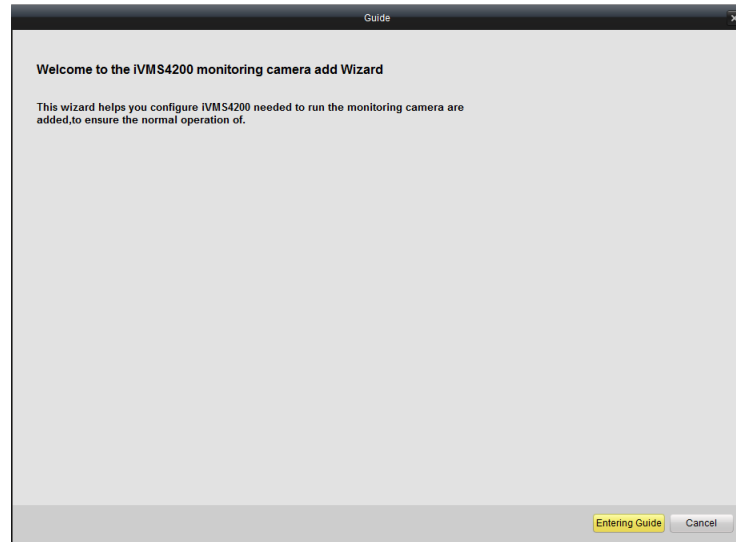 Guide
Welcome to the iVMS4200 monitoring camera add Wizard
This wizard helps you configure iVMS4200 needed to run the monitoring camera are
added,to ensure the normal operation of.
Entering Guide Cancel